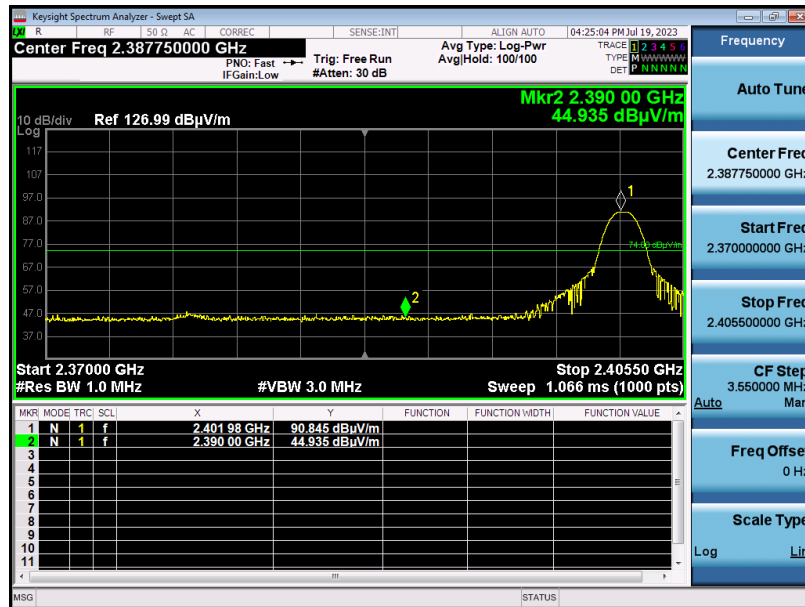 Keysight Spectrum Analyzer - Swept SA
LXI R RF 50 Ω AC CORREC SENSE:INT ALIGN AUTO 04:25:04 PM Jul 19, 2023
Center Freq 2.387750000 GHz
PNO: Fast
IFGain:Low
Trig: Free Run
#Atten: 30 dB
Avg Type: Log-Pwr
Avg|Hold: 100/100
TRACE 1 2 3 4 5 6
TYPE M WWWWW
DET P N N N N N
Mkr2 2.390 00 GHz
44.935 dBµV/m
10 dB/div Ref 126.99 dBµV/m
Log
117
107
97.0
87.0
77.0
67.0
57.0
47.0
37.0
1
2
74.00 dBµV/m
Start 2.37000 GHz Stop 2.40550 GHz
#Res BW 1.0 MHz #VBW 3.0 MHz Sweep 1.066 ms (1000 pts)
MKR MODE TRC SCL X Y FUNCTION FUNCTION WIDTH FUNCTION VALUE
1 N 1 f 2.401 98 GHz 90.845 dBµV/m
2 N 1 f 2.390 00 GHz 44.935 dBµV/m
3
4
5
6
7
8
9
10
11
MSG STATUS
Frequency
Auto Tune
Center Freq
2.387750000 GHz
Start Freq
2.370000000 GHz
Stop Freq
2.405500000 GHz
CF Step
3.550000 MHz
Auto Man
Freq Offset
0 Hz
Scale Type
Log Lin